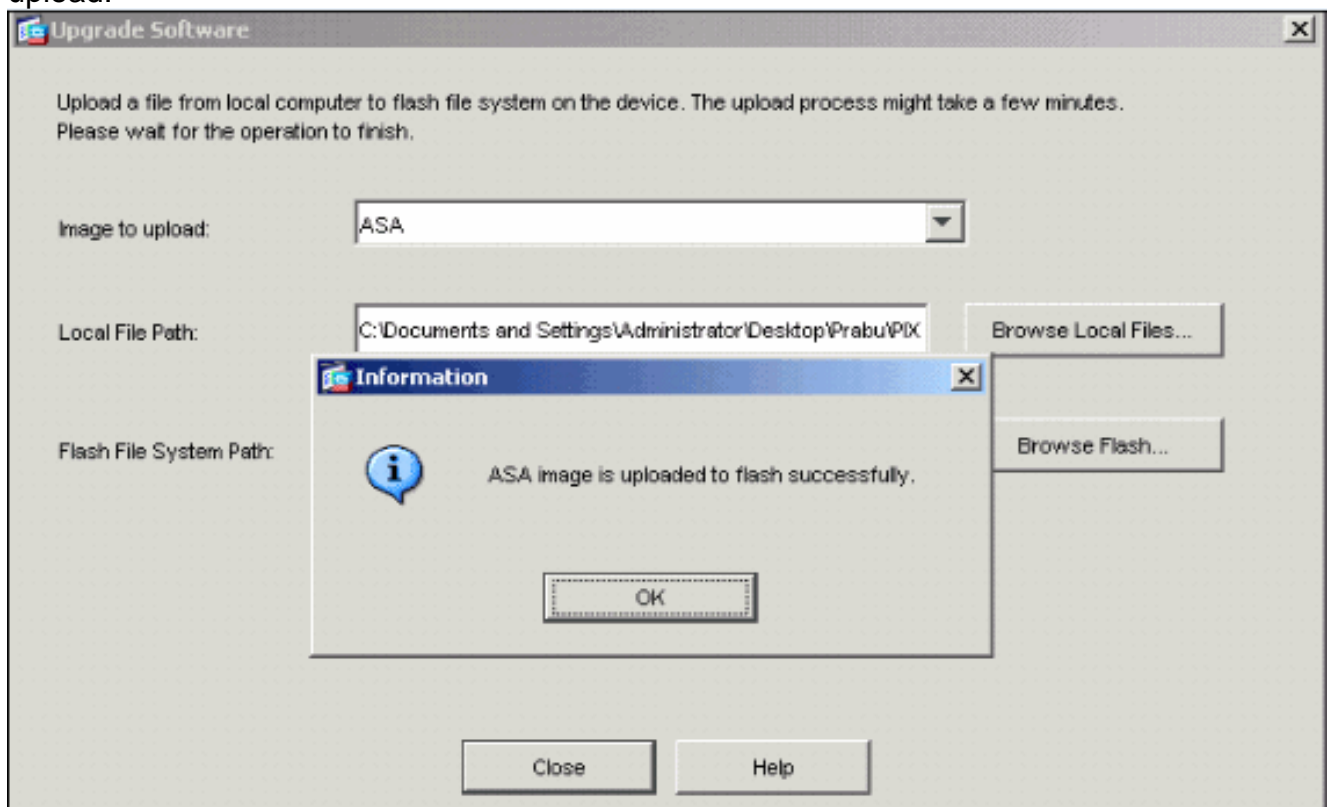 upload.
Upgrade Software
Upload a file from local computer to flash file system on the device. The upload process might take a few minutes.
Please wait for the operation to finish.
Image to upload:
ASA
Local File Path:
C:\Documents and Settings\Administrator\Desktop\Prabu\PIX
Browse Local Files...
Information
Flash File System Path:
Browse Flash...
ASA image is uploaded to flash successfully.
OK
Close
Help